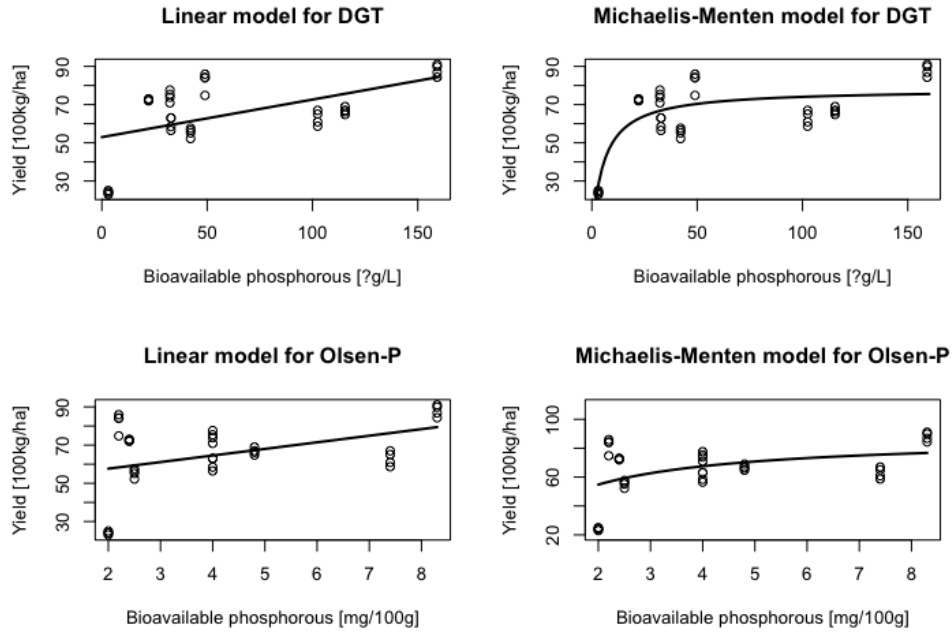 Linear model for DGT
Yield [100kg/ha]
90
70
50
30
0 50 100 150
Bioavailable phosphorous [?g/L]
Michaelis-Menten model for DGT
Yield [100kg/ha]
90
70
50
30
0 50 100 150
Bioavailable phosphorous [?g/L]
Linear model for Olsen-P
Yield [100kg/ha]
90
70
50
30
2 3 4 5 6 7 8
Bioavailable phosphorous [mg/100g]
Michaelis-Menten model for Olsen-P
Yield [100kg/ha]
100
60
20
2 3 4 5 6 7 8
Bioavailable phosphorous [mg/100g]